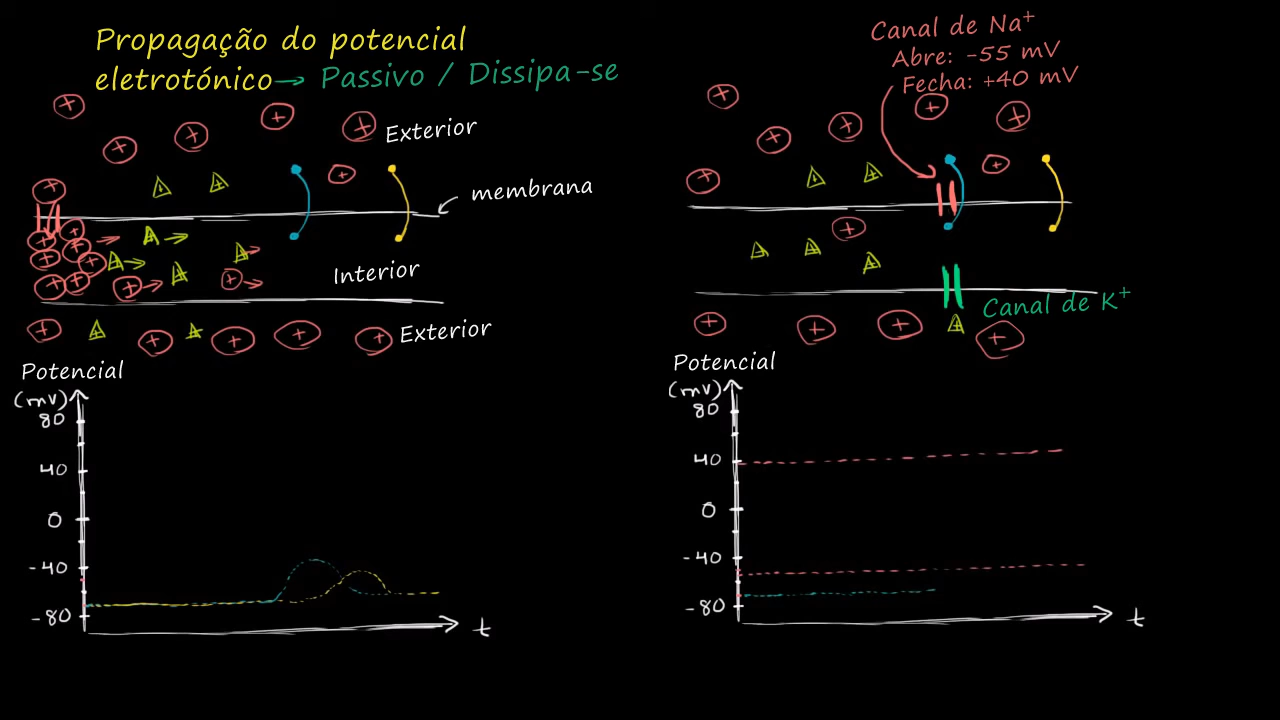 Propagação do potencial
eletrotónico → Passivo / Dissipa-se
Exterior
membrana
Interior
Exterior
Potencial
(mV)
80
40
0
-40
-80
t
Canal de Na⁺
Abre: -55 mV
Fecha: +40 mV
Canal de K⁺
Potencial
(mV)
80
40
0
-40
-80
t